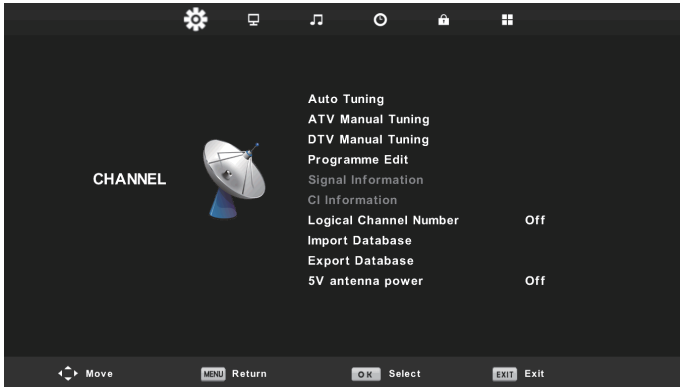 Auto Tuning
ATV Manual Tuning
DTV Manual Tuning
Programme Edit
CHANNEL
Signal Information
CI Information
Logical Channel Number Off
Import Database
Export Database
5V antenna power Off
Move MENU Return OK Select EXIT Exit